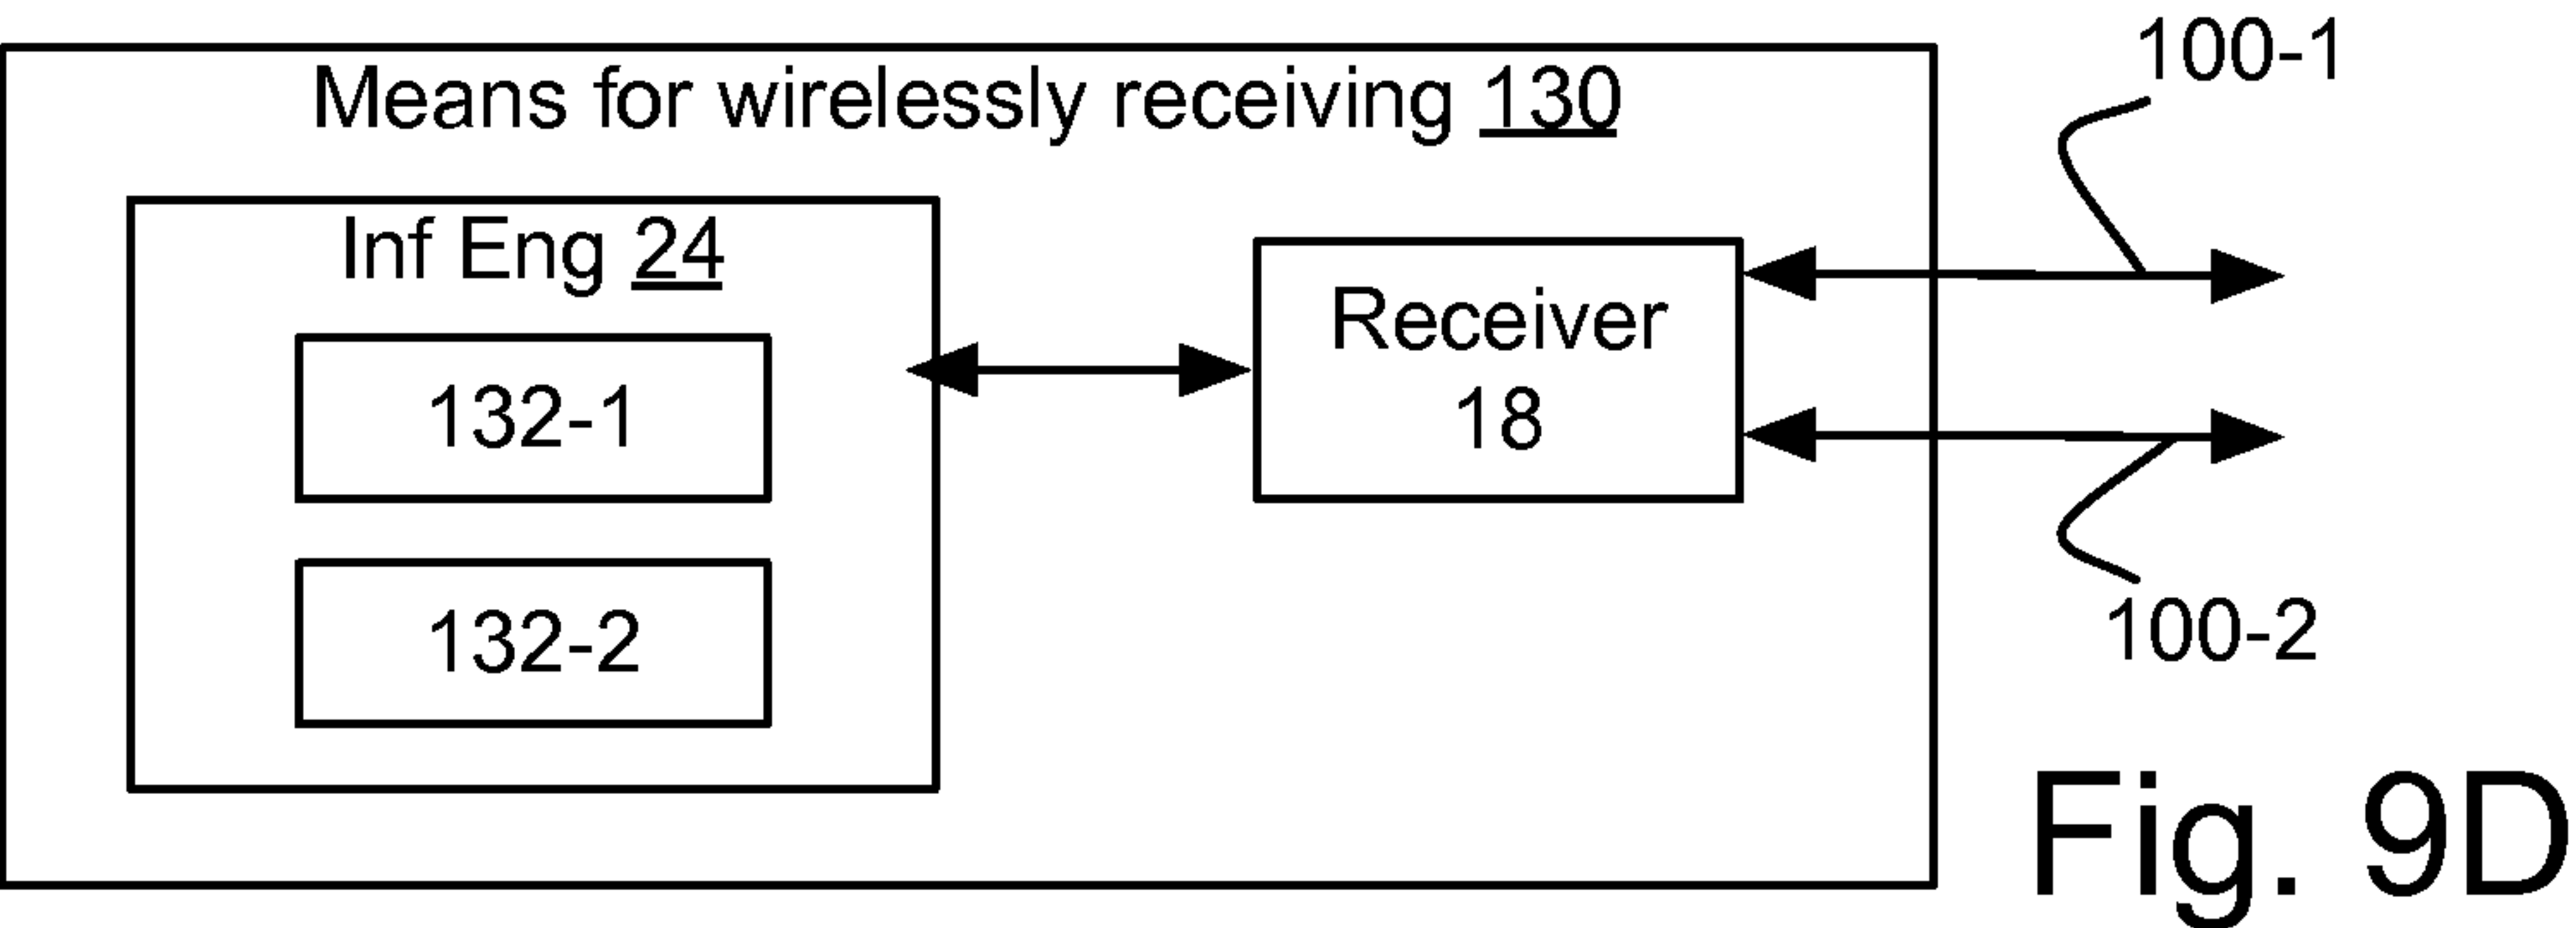 100-1
Means for wirelessly receiving 130
Inf Eng 24
Receiver
18
132-1
132-2
100-2
Fig. 9D